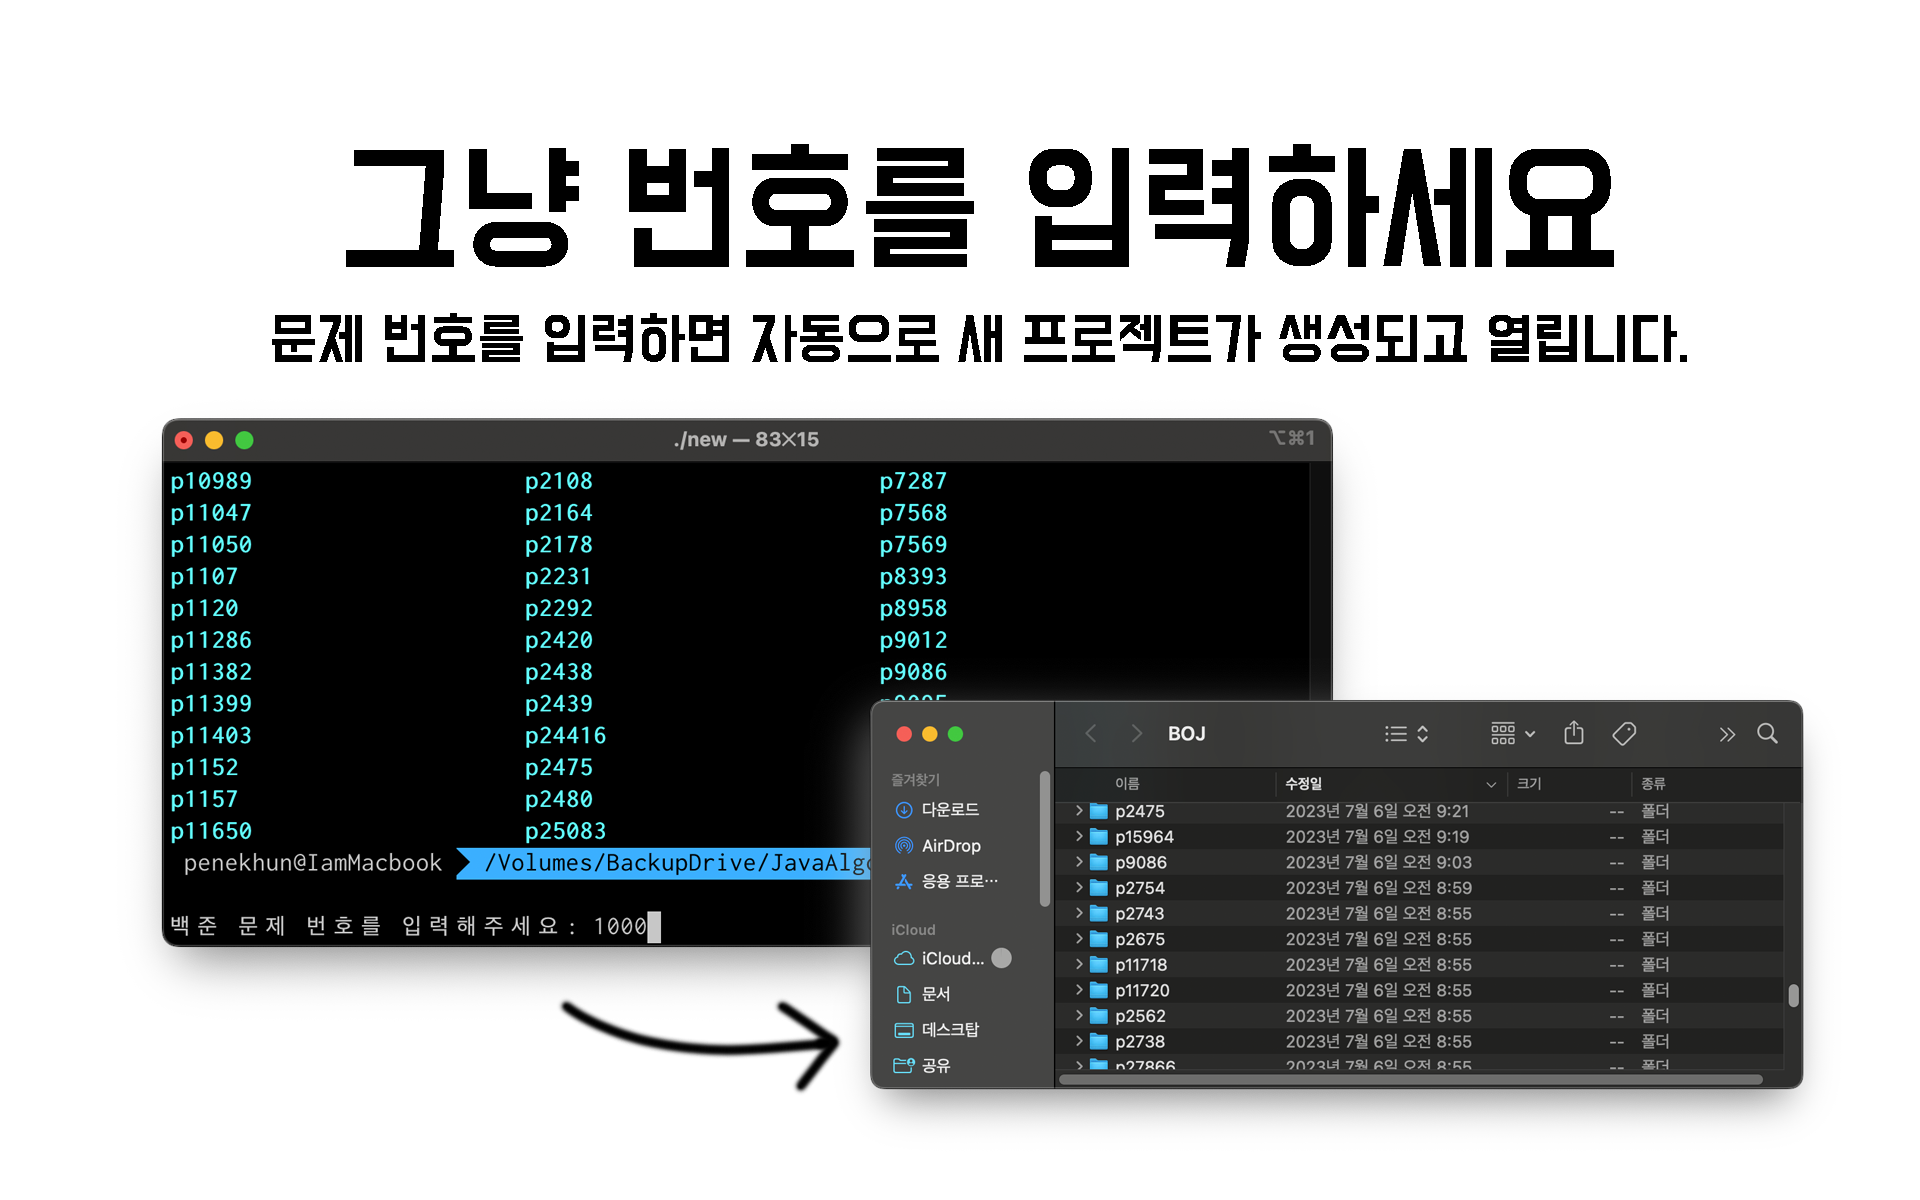 그냥 번호를 입력하세요
문제 번호를 입력하면 자동으로 새 프로젝트가 생성되고 열립니다.
./new — 83×15 ⌥⌘1
p10989 p2108 p7287
p11047 p2164 p7568
p11050 p2178 p7569
p1107 p2231 p8393
p1120 p2292 p8958
p11286 p2420 p9012
p11382 p2438 p9086
p11399 p2439
p11403 p24416
p1152 p2475
p1157 p2480
p11650 p25083
penekhun@IamMacbook /Volumes/BackupDrive/JavaAlgo
백준 문제 번호를 입력해주세요: 1000
BOJ
즐겨찾기
다운로드
AirDrop
응용 프로…
iCloud
iCloud…
문서
데스크탑
공유
이름 수정일 크기 종류
p2475 2023년 7월 6일 오전 9:21 -- 폴더
p15964 2023년 7월 6일 오전 9:19 -- 폴더
p9086 2023년 7월 6일 오전 9:03 -- 폴더
p2754 2023년 7월 6일 오전 8:59 -- 폴더
p2743 2023년 7월 6일 오전 8:55 -- 폴더
p2675 2023년 7월 6일 오전 8:55 -- 폴더
p11718 2023년 7월 6일 오전 8:55 -- 폴더
p11720 2023년 7월 6일 오전 8:55 -- 폴더
p2562 2023년 7월 6일 오전 8:55 -- 폴더
p2738 2023년 7월 6일 오전 8:55 -- 폴더
p27866 2023년 7월 6일 오전 8:55 -- 폴더